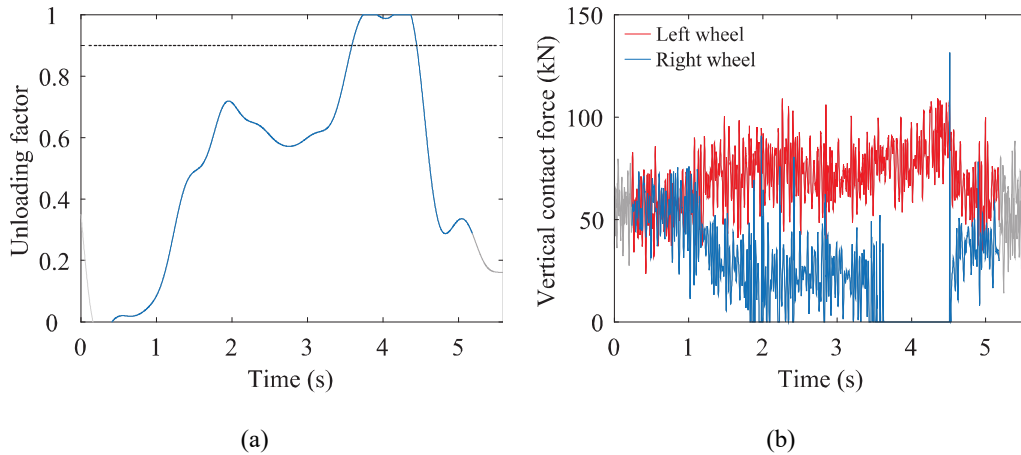 1
0.8
0.6
0.4
0.2
0
Unloading factor
0 1 2 3 4 5
Time (s)
(a)
150
100
50
0
Vertical contact force (kN)
Left wheel
Right wheel
0 1 2 3 4 5
Time (s)
(b)